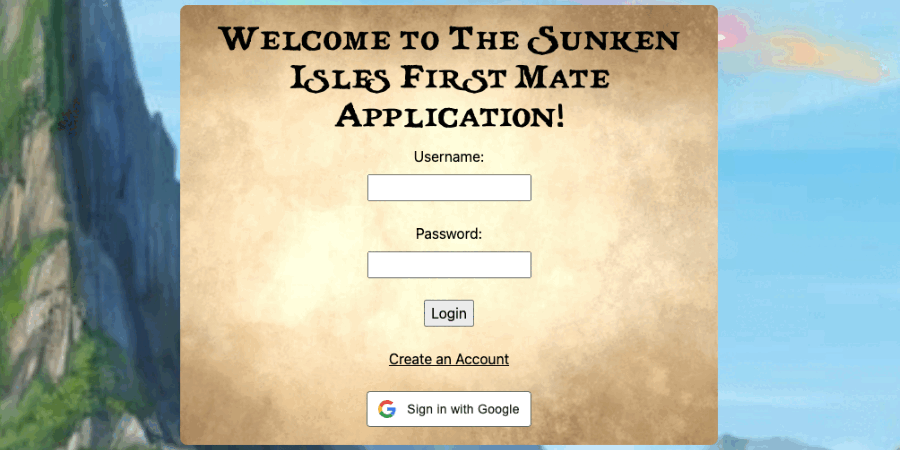 Welcome to The Sunken
Isles First Mate
Application!
Username:
Password:
Login
Create an Account
Sign in with Google